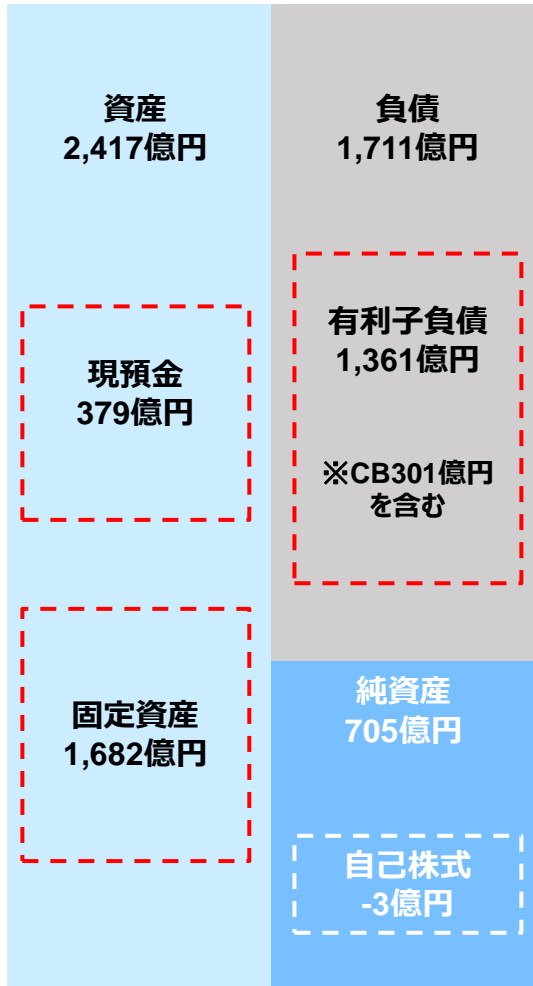 資産
2,417億円
現預金
379億円
固定資産
1,682億円
負債
1,711億円
有利子負債
1,361億円
※CB301億円
を含む
純資産
705億円
自己株式
-3億円